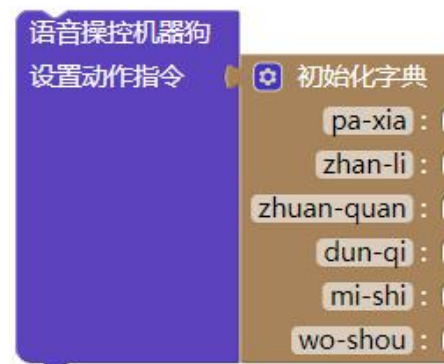 语音操控机器狗
设置动作指令 初始化字典
pa-xia :
zhan-li :
zhuan-quan :
dun-qi :
mi-shi :
wo-shou :